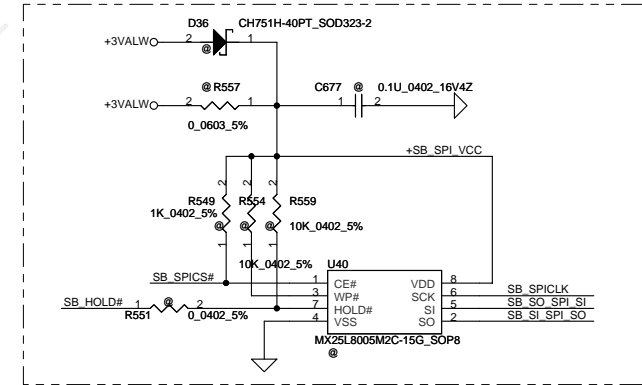 D36 CH751H-40PT_SOD323-2
+3VALW 2 1
@
@ R557 C677 @ 0.1U_0402_16V4Z
+3VALW 2 1 1 2
0_0603_5%
+SB_SPI_VCC
2 2 2
R549 R554 R559
1K_0402_5%
@ @ @ 10K_0402_5%
1 1 1
10K_0402_5% U40
SB_SPICS# 1 CE# VDD 8
3 WP# SCK 6 SB_SPICLK
SB_HOLD# 1 @ 2 7 HOLD# SI 5 SB_SO_SPI_SI
R551 0_0402_5% 4 VSS SO 2 SB_SI_SPI_SO
MX25L8005M2C-15G_SOP8
@